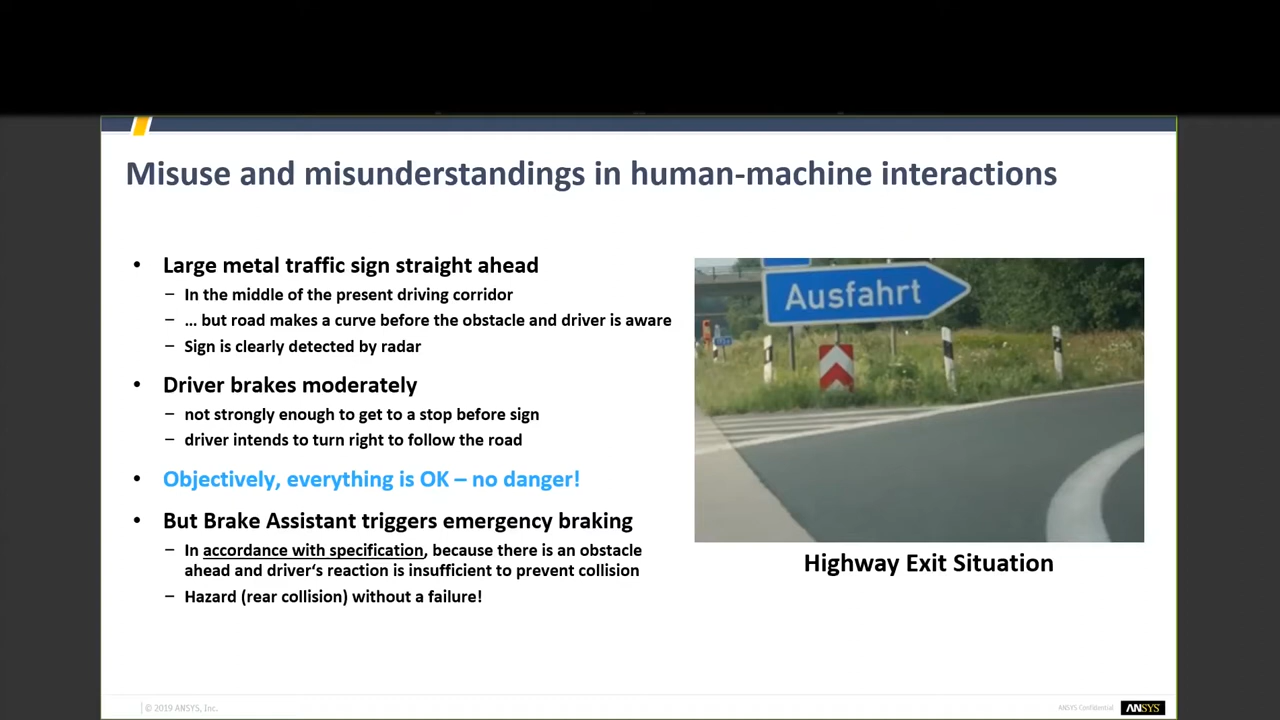 Misuse and misunderstandings in human-machine interactions
• Large metal traffic sign straight ahead
– In the middle of the present driving corridor
– ... but road makes a curve before the obstacle and driver is aware
– Sign is clearly detected by radar
• Driver brakes moderately
– not strongly enough to get to a stop before sign
– driver intends to turn right to follow the road
• Objectively, everything is OK – no danger!
• But Brake Assistant triggers emergency braking
– In accordance with specification, because there is an obstacle
ahead and driver‘s reaction is insufficient to prevent collision
– Hazard (rear collision) without a failure!
Ausfahrt
Highway Exit Situation
© 2019 ANSYS, Inc.
ANSYS Confidential
ANSYS